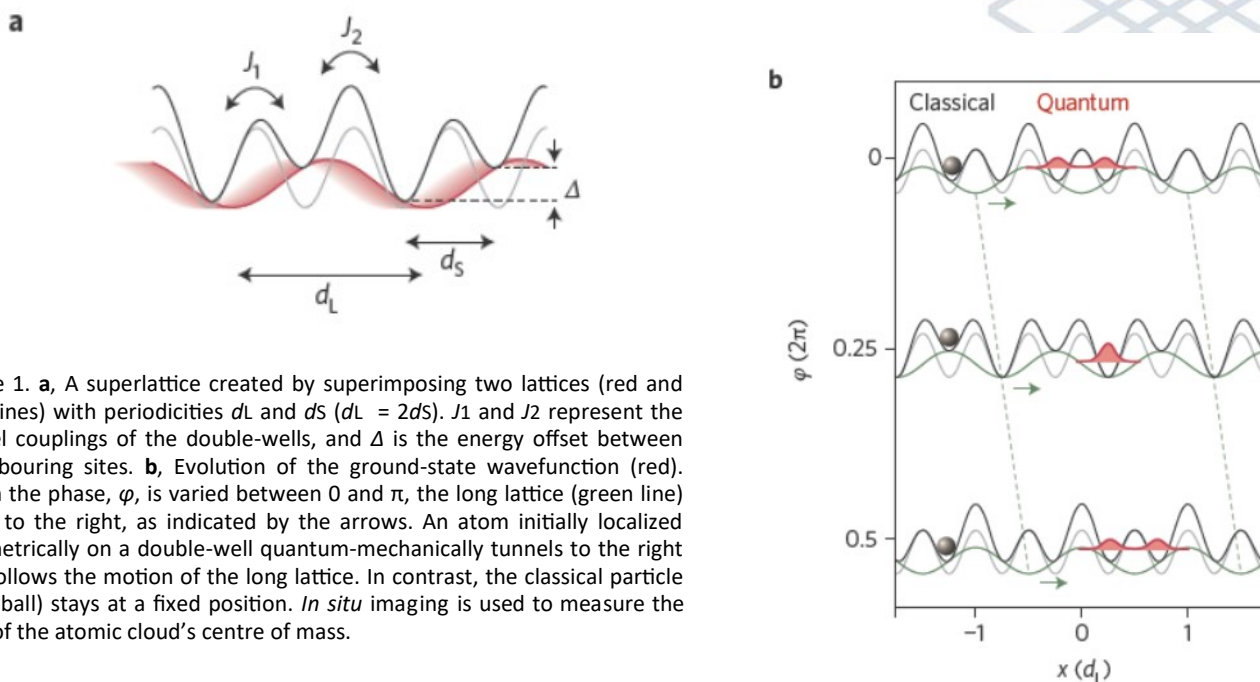 a
J1
J2
Δ
dS
dL
e 1. a, A superlattice created by superimposing two lattices (red and
ines) with periodicities dL and dS (dL = 2dS). J1 and J2 represent the
el couplings of the double-wells, and Δ is the energy offset between
bouring sites. b, Evolution of the ground-state wavefunction (red).
the phase, φ, is varied between 0 and π, the long lattice (green line)
to the right, as indicated by the arrows. An atom initially localized
etrically on a double-well quantum-mechanically tunnels to the right
ollows the motion of the long lattice. In contrast, the classical particle
ball) stays at a fixed position. In situ imaging is used to measure the
of the atomic cloud’s centre of mass.
b
Classical Quantum
0
0.25
0.5
φ (2π)
−1 0 1
x (dL)